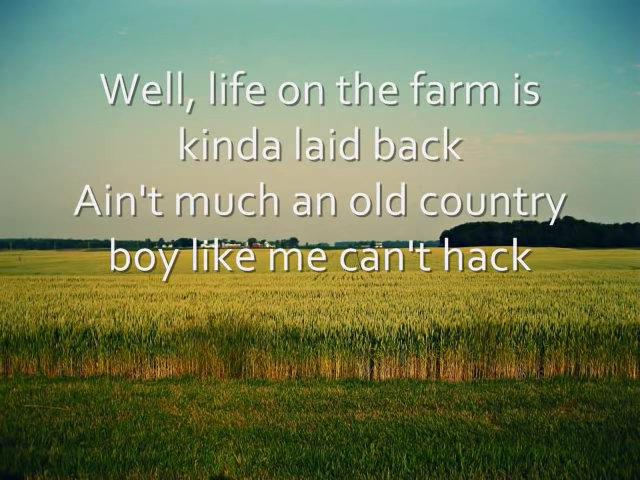 Well, life on the farm is
kinda laid back
Ain't much an old country
boy like me can't hack